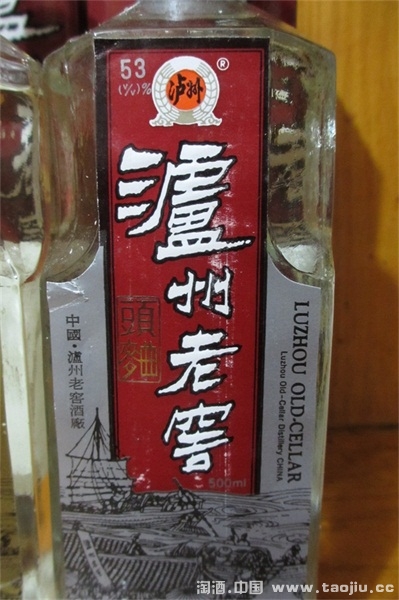 53
(v/v)%
泸州
®
瀘州老窖
頭麯
500ml
中國·瀘州老窖酒廠
LUZHOU OLD-CELLAR
Luzhou Old-Cellar Distillery CHINA
淘酒.中国 www.taojiu.cc